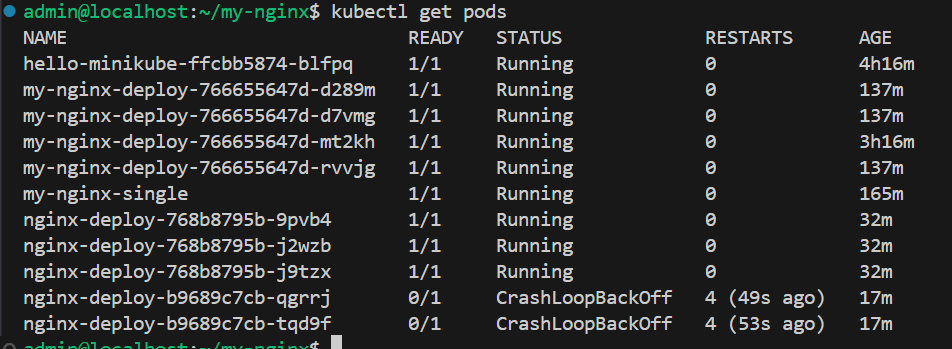 admin@localhost:~/my-nginx$ kubectl get pods
NAME READY STATUS RESTARTS AGE
hello-minikube-ffcbb5874-blfpq 1/1 Running 0 4h16m
my-nginx-deploy-766655647d-d289m 1/1 Running 0 137m
my-nginx-deploy-766655647d-d7vmg 1/1 Running 0 137m
my-nginx-deploy-766655647d-mt2kh 1/1 Running 0 3h16m
my-nginx-deploy-766655647d-rvvjg 1/1 Running 0 137m
my-nginx-single 1/1 Running 0 165m
nginx-deploy-768b8795b-9pvb4 1/1 Running 0 32m
nginx-deploy-768b8795b-j2wzb 1/1 Running 0 32m
nginx-deploy-768b8795b-j9tzx 1/1 Running 0 32m
nginx-deploy-b9689c7cb-qgrrj 0/1 CrashLoopBackOff 4 (49s ago) 17m
nginx-deploy-b9689c7cb-tqd9f 0/1 CrashLoopBackOff 4 (53s ago) 17m
admin@localhost:~/my-nginx$